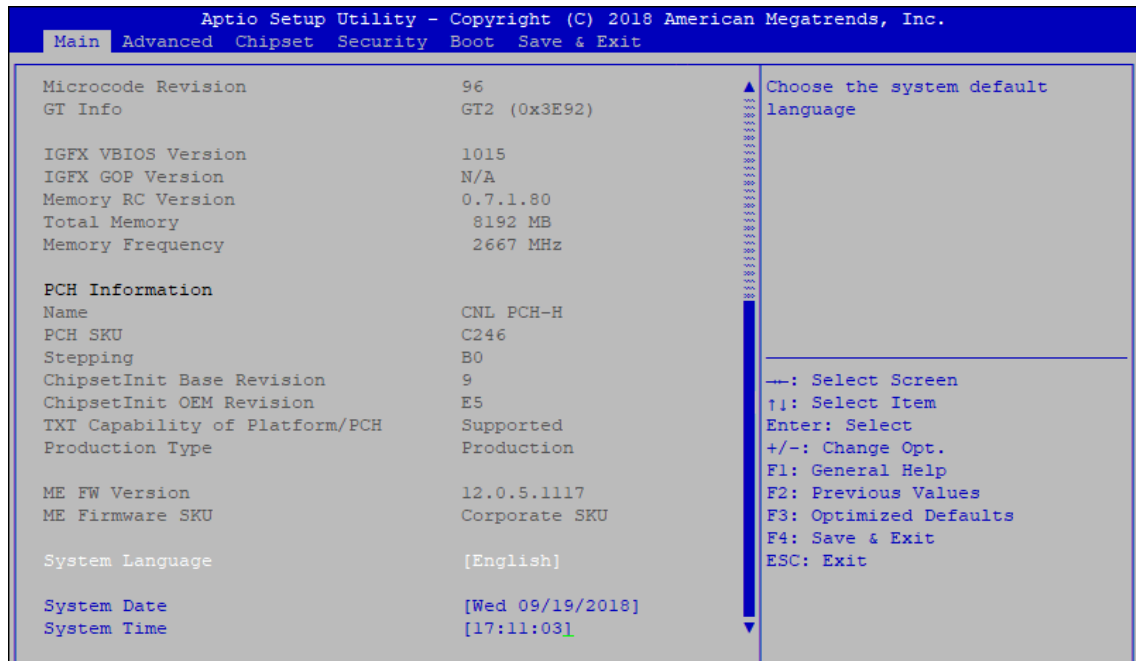 Aptio Setup Utility - Copyright (C) 2018 American Megatrends, Inc.
Main Advanced Chipset Security Boot Save & Exit
Microcode Revision 96
GT Info GT2 (0x3E92)
IGFX VBIOS Version 1015
IGFX GOP Version N/A
Memory RC Version 0.7.1.80
Total Memory 8192 MB
Memory Frequency 2667 MHz
PCH Information
Name CNL PCH-H
PCH SKU C246
Stepping B0
ChipsetInit Base Revision 9
ChipsetInit OEM Revision E5
TXT Capability of Platform/PCH Supported
Production Type Production
ME FW Version 12.0.5.1117
ME Firmware SKU Corporate SKU
System Language [English]
System Date [Wed 09/19/2018]
System Time [17:11:03]
Choose the system default
language
→←: Select Screen
↑↓: Select Item
Enter: Select
+/-: Change Opt.
F1: General Help
F2: Previous Values
F3: Optimized Defaults
F4: Save & Exit
ESC: Exit